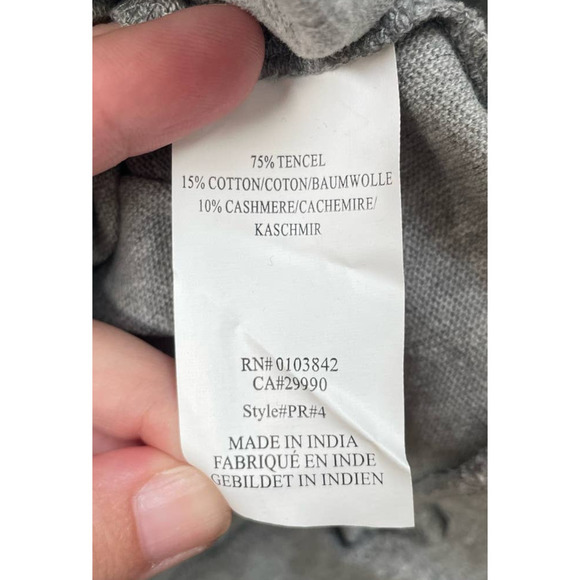 75% TENCEL
15% COTTON/COTON/BAUMWOLLE
10% CASHMERE/CACHEMIRE/
KASCHMIR
RN# 0103842
CA#29990
Style#PR#4
MADE IN INDIA
FABRIQUÉ EN INDE
GEBILDET IN INDIEN